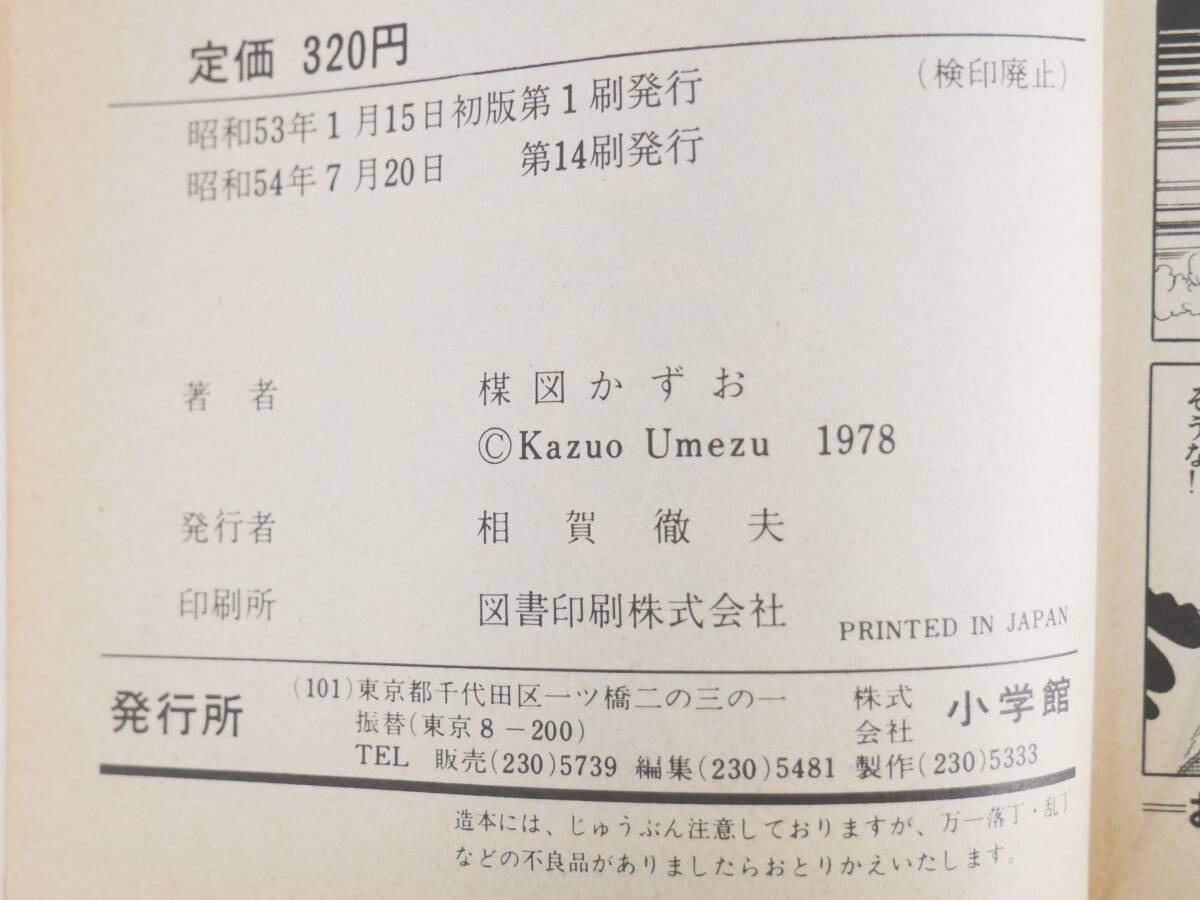 定価 320円
(検印廃止)
昭和53年1月15日初版第1刷発行
昭和54年7月20日 第14刷発行
著者 楳図かずお
©Kazuo Umezu 1978
発行者 相賀徹夫
印刷所 図書印刷株式会社
PRINTED IN JAPAN
発行所 (101)東京都千代田区一ツ橋二の三の一 株式会社 小学館
振替(東京8-200)
TEL 販売(230)5739 編集(230)5481 製作(230)5333
造本には、じゅうぶん注意しておりますが、万一落丁・乱丁
などの不良品がありましたらおとりかえいたします。
そうな!